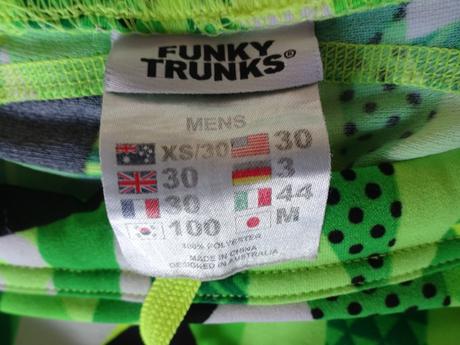 FUNKY
TRUNKS®
MENS
XS/30 30
30 3
30 44
100 M
100% POLYESTER
MADE IN CHINA
DESIGNED IN AUSTRALIA